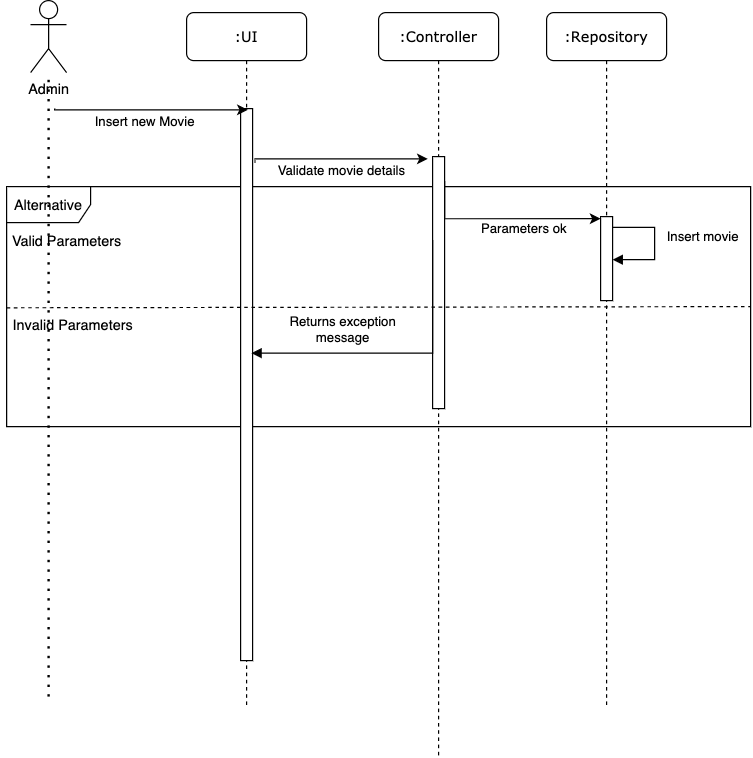 :UI
:Controller
:Repository
Admin
Insert new Movie
Validate movie details
Alternative
Parameters ok
Insert movie
Valid Parameters
Invalid Parameters
Returns exception
message